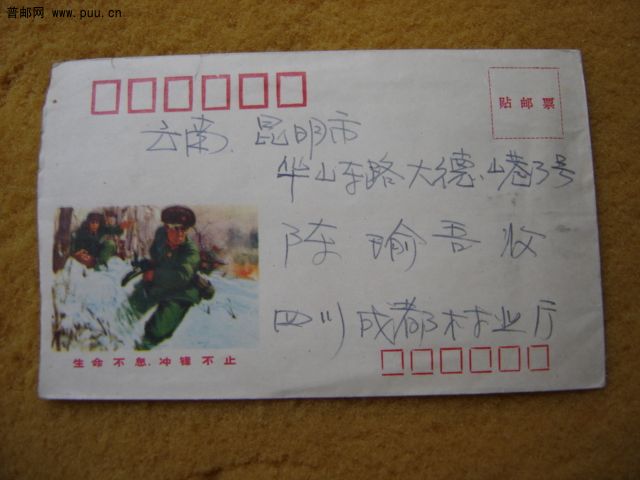 普邮网 www.puu.cn
贴邮票
云南.昆明市
华山东路大德山巷3号
陈瑜吾收
四川成都林业厅
生命不息.冲锋不止